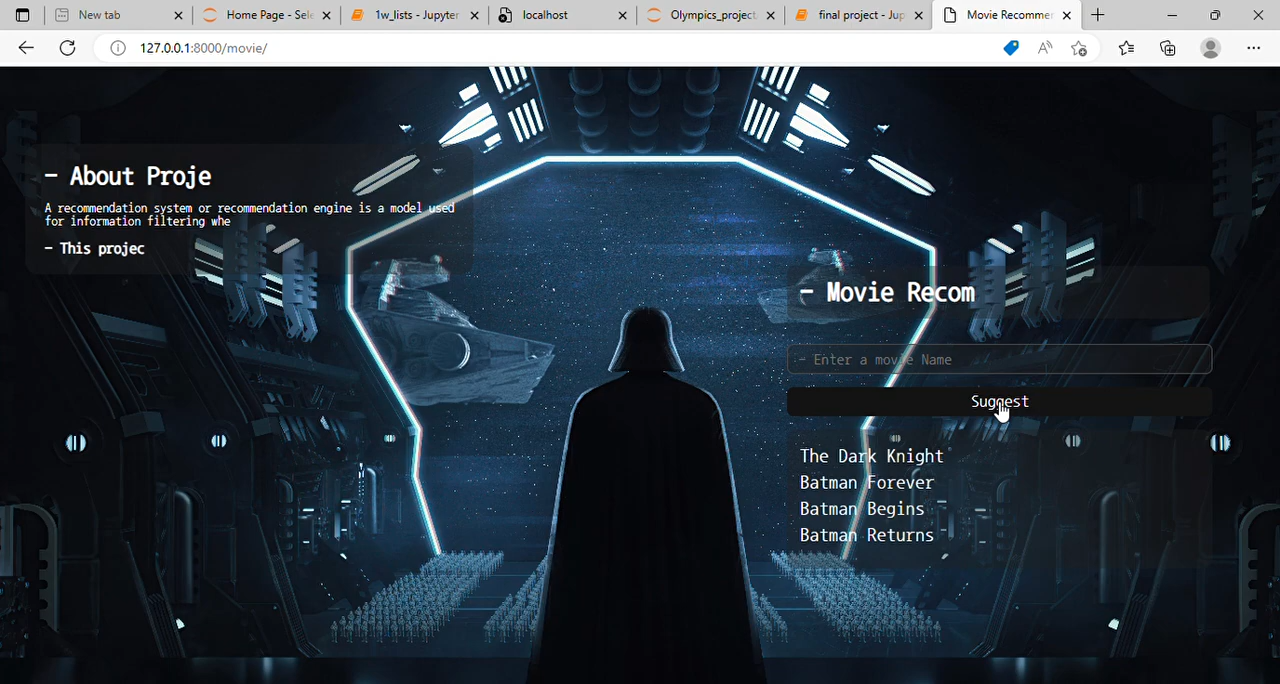 New tab
Home Page - Sele
1w_lists - Jupyter
localhost
Olympics_project
final project - Jup
Movie Recommen
127.0.0.1:8000/movie/
- About Proje
A recommendation system or recommendation engine is a model used
for information filtering whe
- This projec
- Movie Recom
- Enter a movie Name
Suggest
The Dark Knight
Batman Forever
Batman Begins
Batman Returns